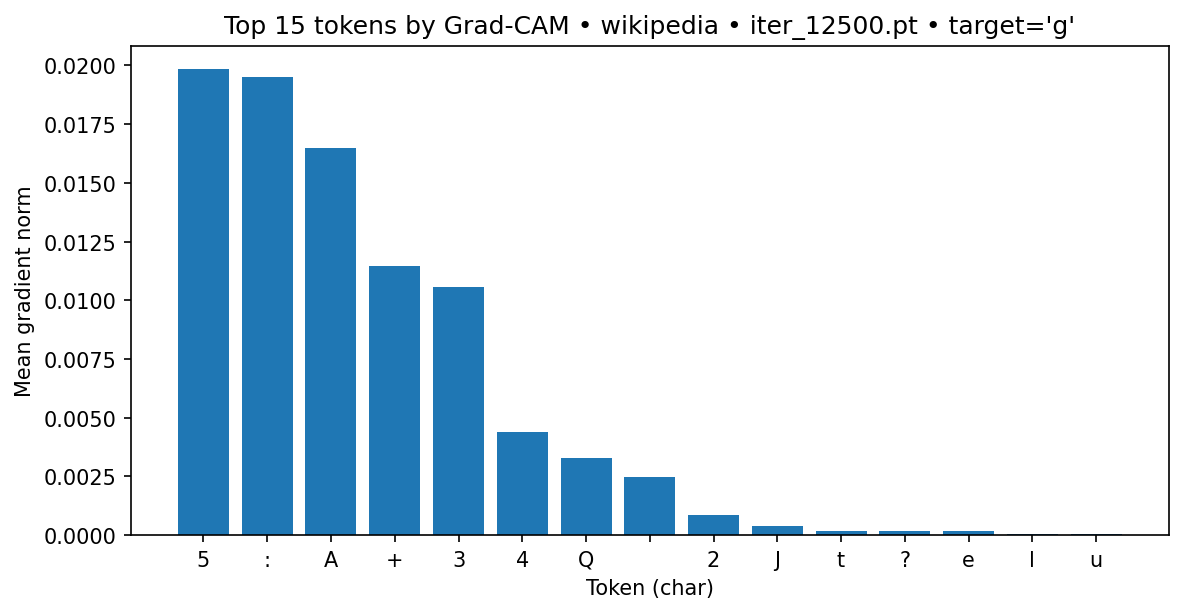 Top 15 tokens by Grad-CAM • wikipedia • iter_12500.pt • target='g'
0.0200
0.0175
0.0150
0.0125
0.0100
0.0075
0.0050
0.0025
0.0000
Mean gradient norm
5 : A + 3 4 Q 2 J t ? e l u
Token (char)